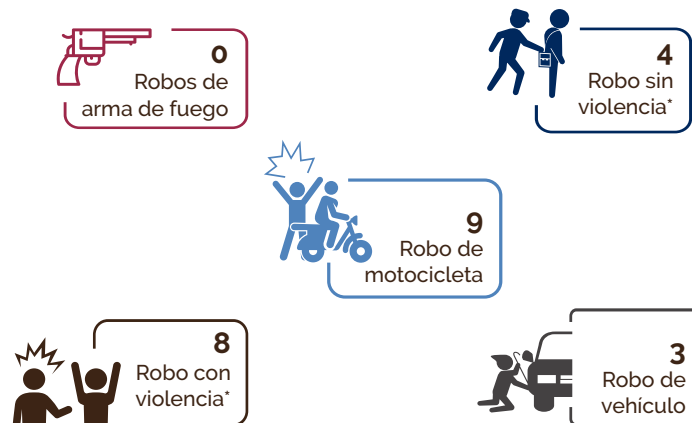 0
Robos de
arma de fuego
4
Robo sin
violencia*
9
Robo de
motocicleta
8
Robo con
violencia*
3
Robo de
vehículo